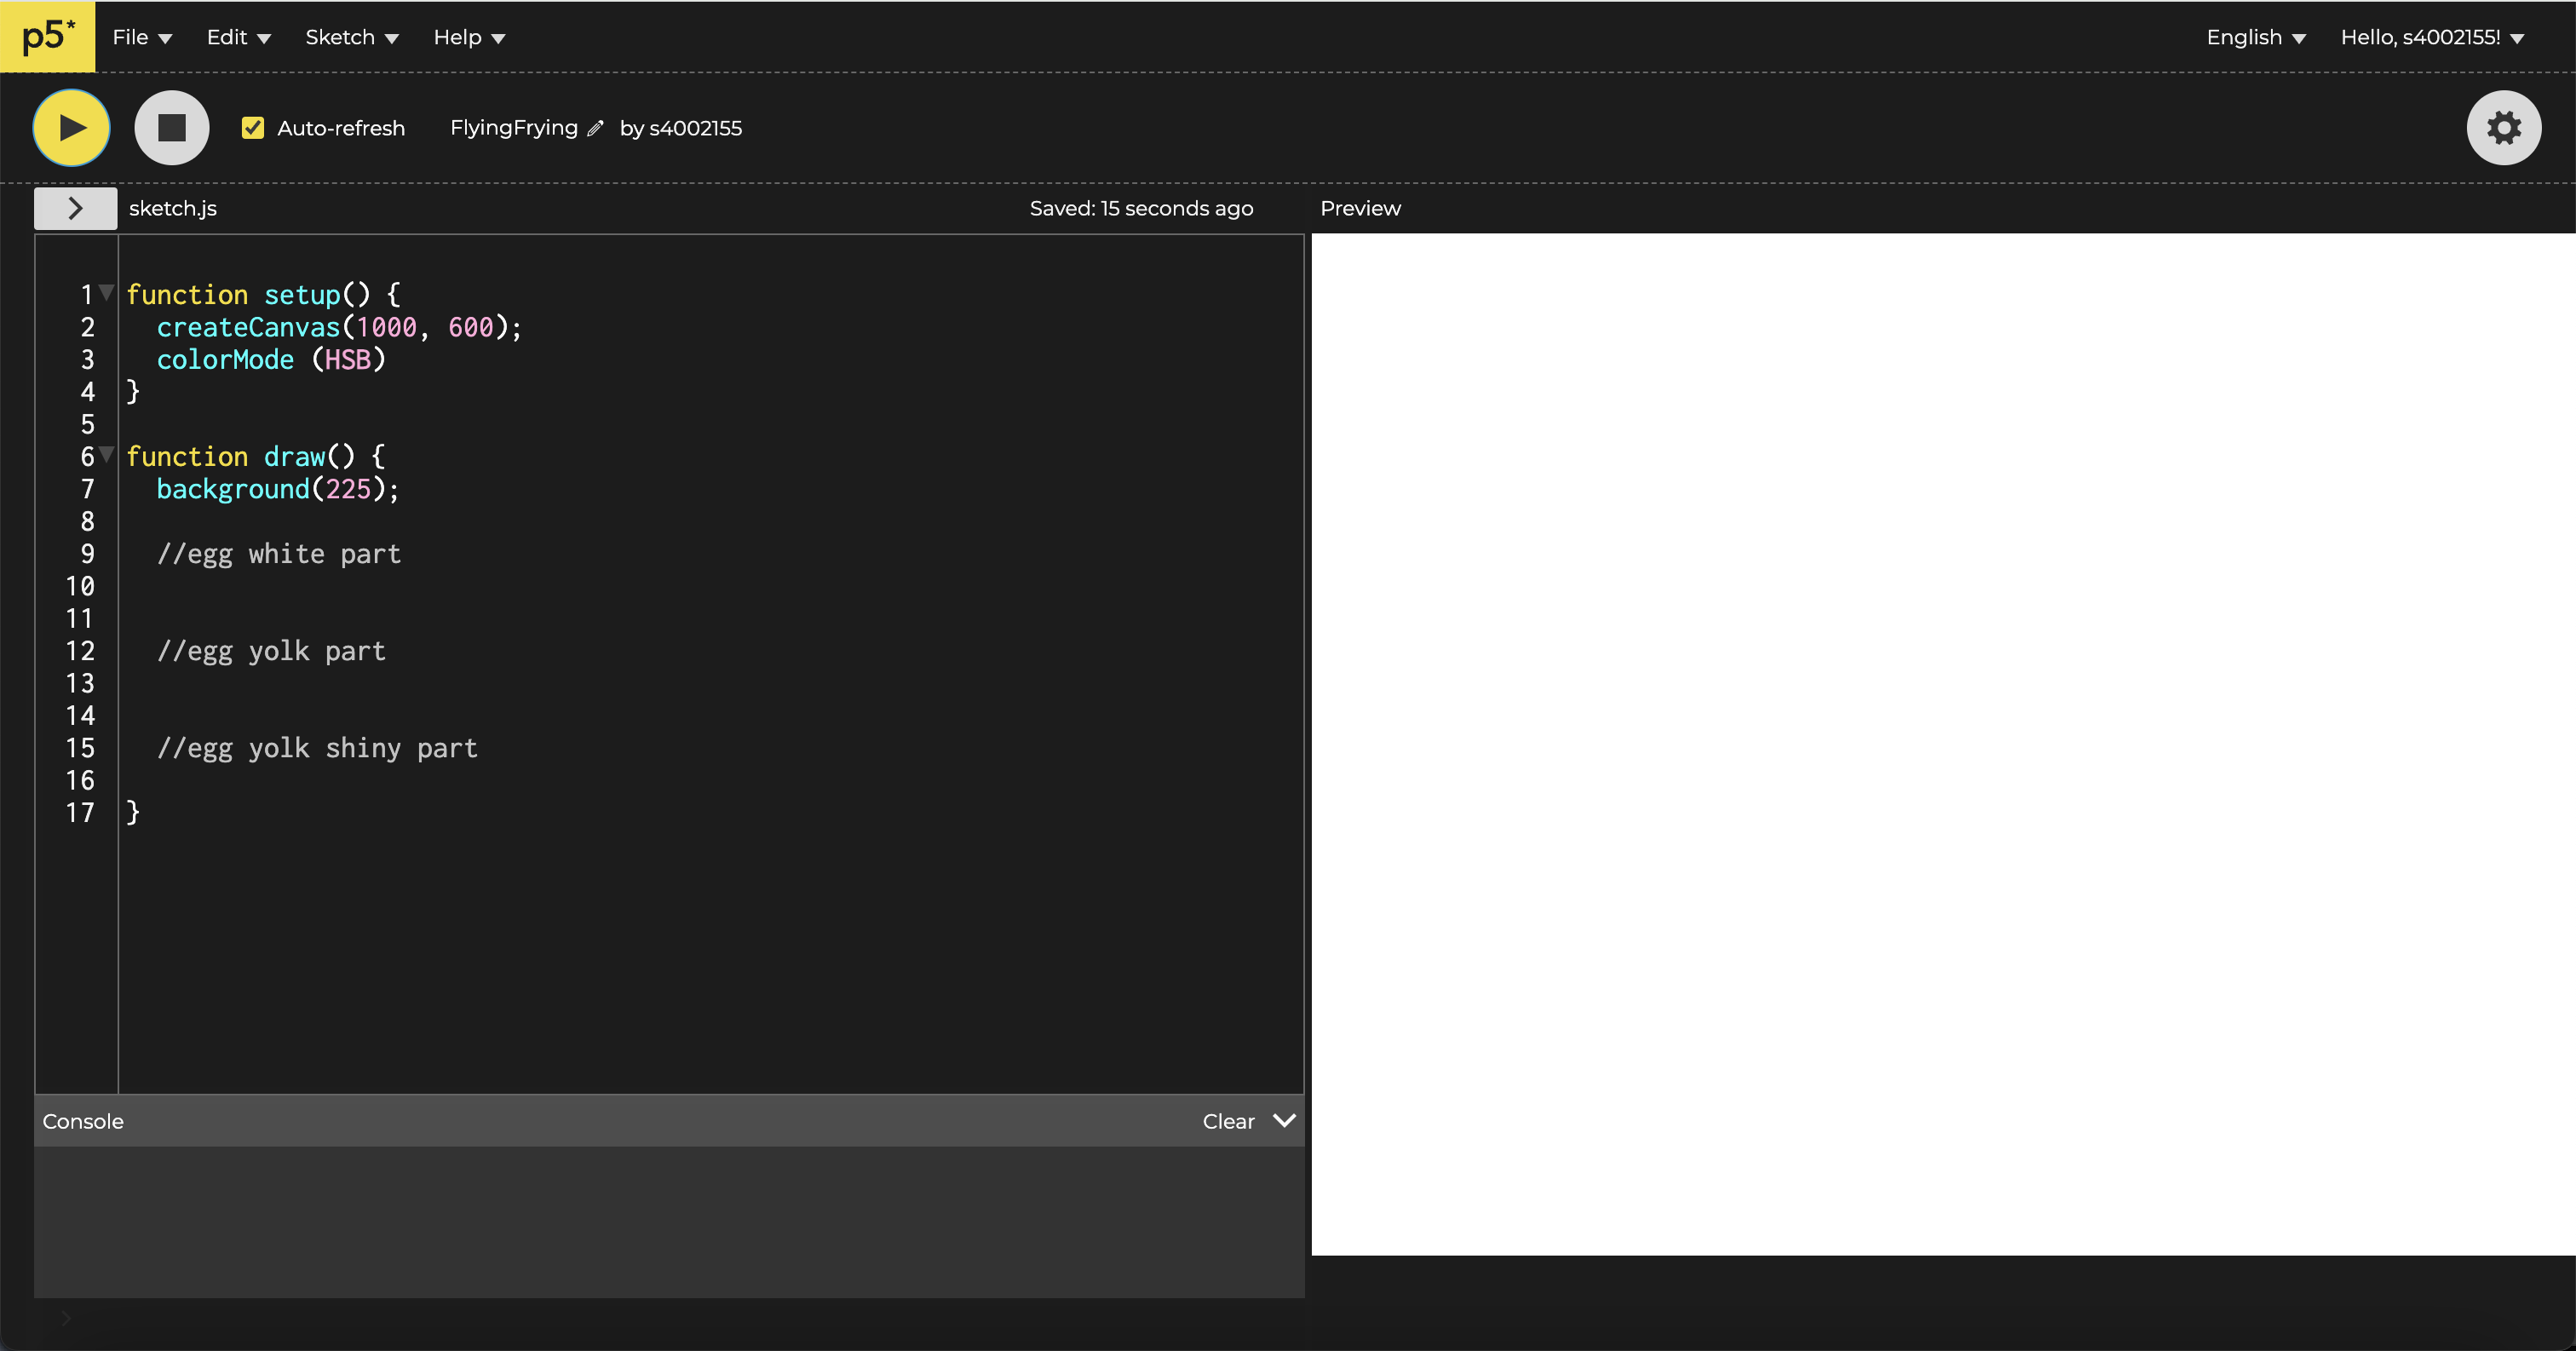 p5* File Edit Sketch Help English Hello, s4002155!
Auto-refresh FlyingFrying by s4002155
sketch.js Saved: 15 seconds ago Preview
1 function setup() {
2   createCanvas(1000, 600);
3   colorMode (HSB)
4 }
5
6 function draw() {
7   background(225);
8
9   //egg white part
10
11
12   //egg yolk part
13
14
15   //egg yolk shiny part
16
17 }
Console Clear